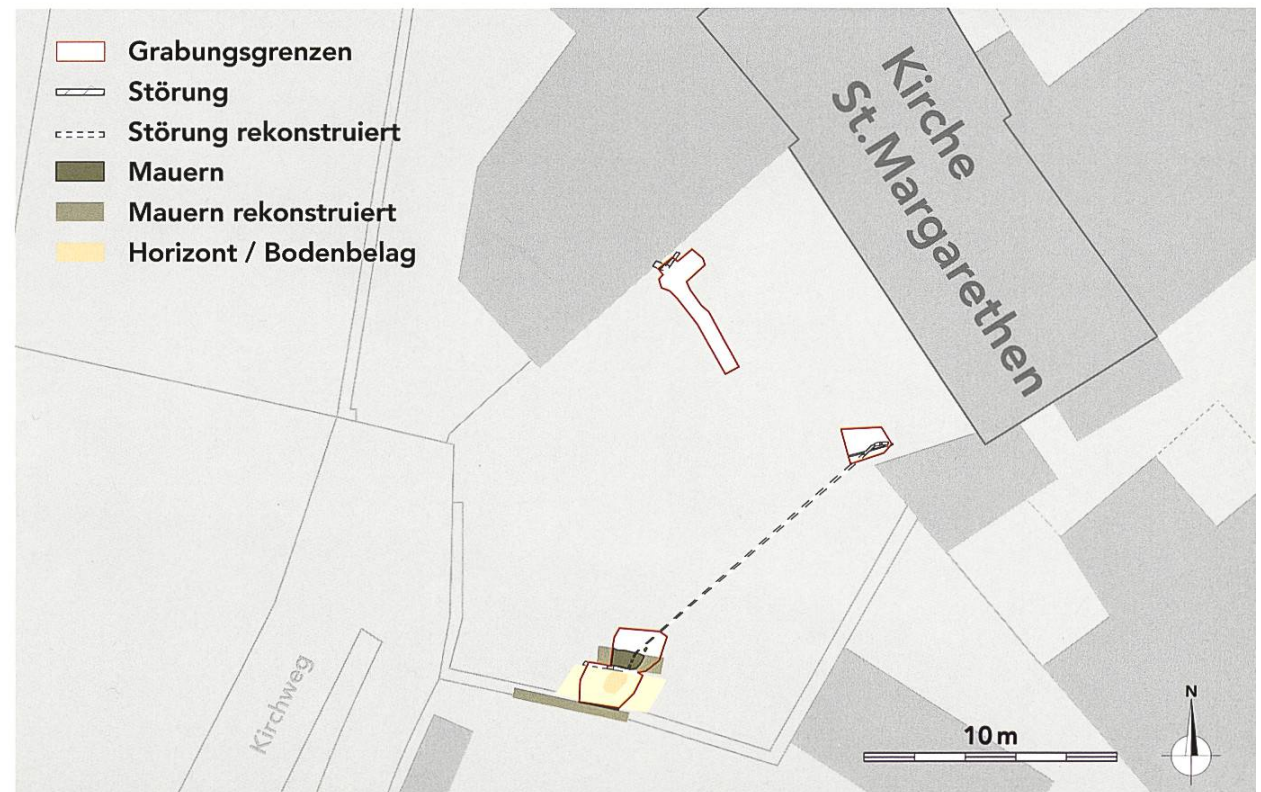 Grabungsgrenzen
Störung
Störung rekonstruiert
Mauern
Mauern rekonstruiert
Horizont / Bodenbelag
Kirche
St.Margarethen
Kirchweg
10 m
N